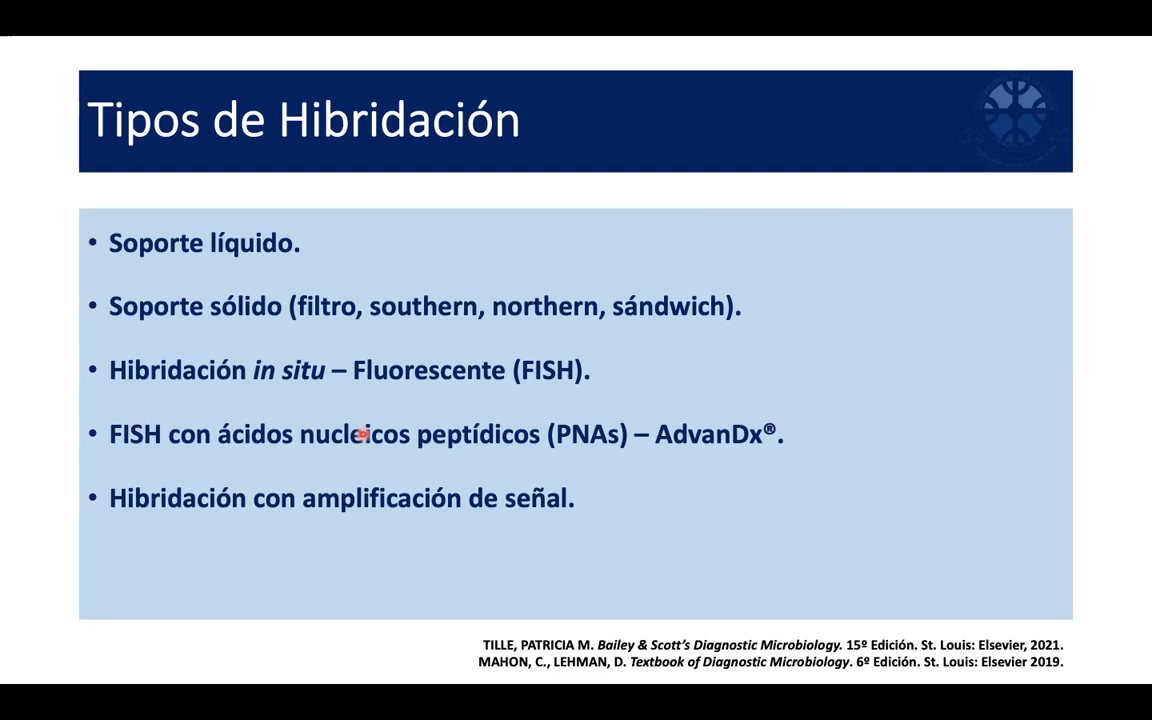 Tipos de Hibridación
• Soporte líquido.
• Soporte sólido (filtro, southern, northern, sándwich).
• Hibridación in situ – Fluorescente (FISH).
• FISH con ácidos nucleicos peptídicos (PNAs) – AdvanDx®.
• Hibridación con amplificación de señal.
TILLE, PATRICIA M. Bailey & Scott’s Diagnostic Microbiology. 15º Edición. St. Louis: Elsevier, 2021.
MAHON, C., LEHMAN, D. Textbook of Diagnostic Microbiology. 6º Edición. St. Louis: Elsevier 2019.